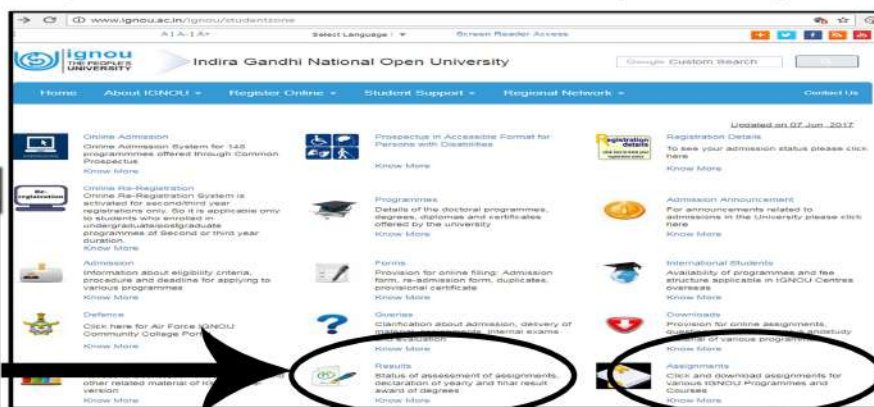 www.ignou.ac.in/ignou/studentzone
A | A- | A+ Select Language Screen Reader Access
ignou
THE PEOPLE'S
UNIVERSITY
Indira Gandhi National Open University
Google Custom Search
Home About IGNOU Register Online Student Support Regional Network Contact Us
Updated on 07 Jun, 2017
Online Admission
Online Admission System for 148
programmes offered through Common
Prospectus
Know More
Prospectus in Accessible Format for
Persons with Disabilities
Know More
Registration
details
Registration Details
To see your admission status please click
here
Know More
Re-
registration
Online Re-Registration
Online Re-Registration System is
activated for second/third year
registrations only. So it is applicable only
to students who enrolled in
undergraduate/postgraduate
programmes of Second or third year
duration.
Know More
Programmes
Details of the doctoral programmes,
degrees, diplomas and certificates
offered by the university
Know More
Admission Announcement
For announcements related to
admissions in the University please click
here
Know More
Admission
Information about eligibility criteria,
procedure and deadline for applying to
various programmes
Know More
Forms
Provision for online filing: Admission
form, re-admission form, duplicates,
provisional certificate
Know More
International Students
Availability of programmes and fee
structure applicable in IGNOU Centres
overseas
Know More
Defence
Click here for Air Force IGNOU
Community College Portal
Know More
Queries
Clarification about admission, delivery of
material, assignments, internal exams
and evaluation
Know More
Downloads
Provision for online assignments,
question
material of various programmes
Know More
other related material of
version
Know More
Results
Status of assessment of assignments,
declaration of yearly and final result
award of degrees
Know More
Assignments
Click and download assignments for
various IGNOU Programmes and
Courses
Know More